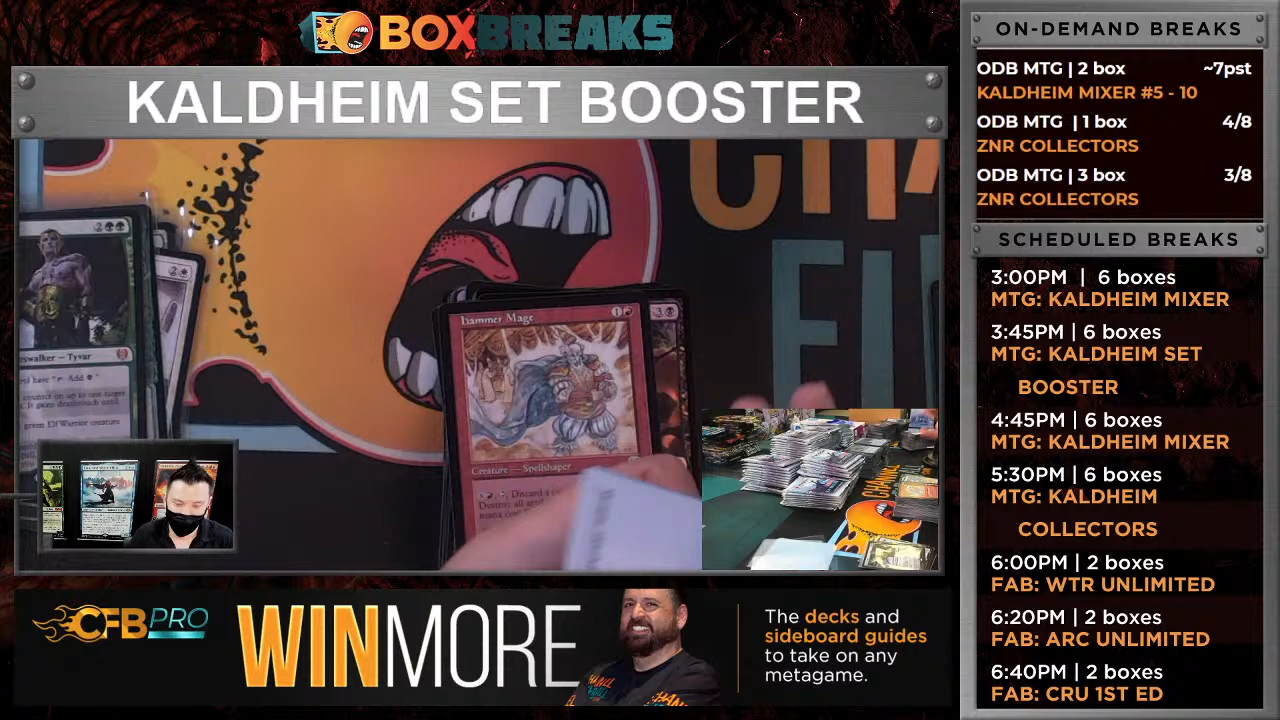 BOXBREAKS
KALDHEIM SET BOOSTER
Hammer Mage
Creature — Spellshaper
eswalker — Tyvar
CFBPRO
WINMORE
The decks and
sideboard guides
to take on any
metagame.
ON-DEMAND BREAKS
ODB MTG | 2 box ~7pst
KALDHEIM MIXER #5 - 10
ODB MTG | 1 box 4/8
ZNR COLLECTORS
ODB MTG | 3 box 3/8
ZNR COLLECTORS
SCHEDULED BREAKS
3:00PM | 6 boxes
MTG: KALDHEIM MIXER
3:45PM | 6 boxes
MTG: KALDHEIM SET
BOOSTER
4:45PM | 6 boxes
MTG: KALDHEIM MIXER
5:30PM | 6 boxes
MTG: KALDHEIM
COLLECTORS
6:00PM | 2 boxes
FAB: WTR UNLIMITED
6:20PM | 2 boxes
FAB: ARC UNLIMITED
6:40PM | 2 boxes
FAB: CRU 1ST ED